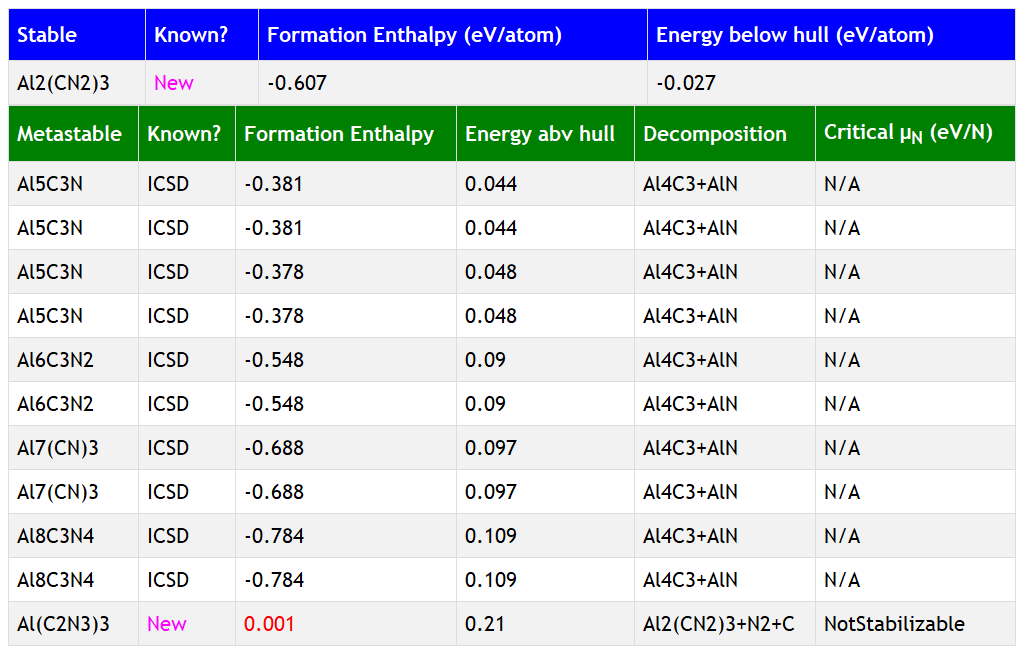 Stable Known? Formation Enthalpy (eV/atom) Energy below hull (eV/atom)
Al2(CN2)3 New -0.607 -0.027
Metastable Known? Formation Enthalpy Energy abv hull Decomposition Critical μN (eV/N)
Al5C3N ICSD -0.381 0.044 Al4C3+AlN N/A
Al5C3N ICSD -0.381 0.044 Al4C3+AlN N/A
Al5C3N ICSD -0.378 0.048 Al4C3+AlN N/A
Al5C3N ICSD -0.378 0.048 Al4C3+AlN N/A
Al6C3N2 ICSD -0.548 0.09 Al4C3+AlN N/A
Al6C3N2 ICSD -0.548 0.09 Al4C3+AlN N/A
Al7(CN)3 ICSD -0.688 0.097 Al4C3+AlN N/A
Al7(CN)3 ICSD -0.688 0.097 Al4C3+AlN N/A
Al8C3N4 ICSD -0.784 0.109 Al4C3+AlN N/A
Al8C3N4 ICSD -0.784 0.109 Al4C3+AlN N/A
Al(C2N3)3 New 0.001 0.21 Al2(CN2)3+N2+C NotStabilizable